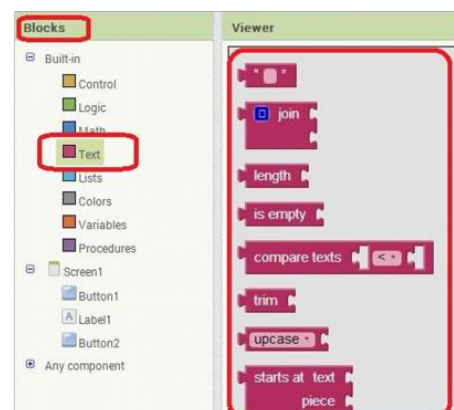 Blocks
Built-in
Control
Logic
Math
Text
Lists
Colors
Variables
Procedures
Screen1
Button1
A Label1
Button2
Any component
Viewer
" "
join
length
is empty
compare texts <
trim
upcase
starts at text
piece